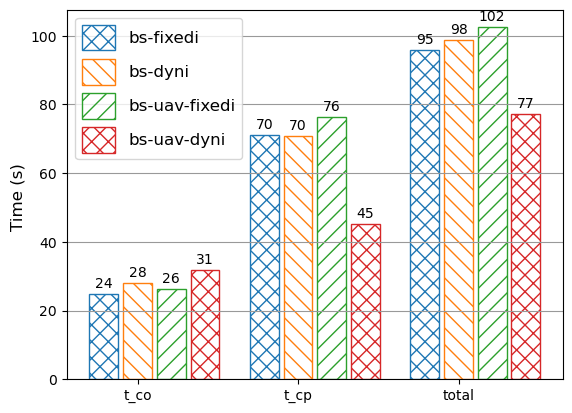 bs-fixedi
bs-dyni
bs-uav-fixedi
bs-uav-dyni
Time (s)
100
80
60
40
20
0
24
28
26
31
70
70
76
45
95
98
102
77
t_co
t_cp
total